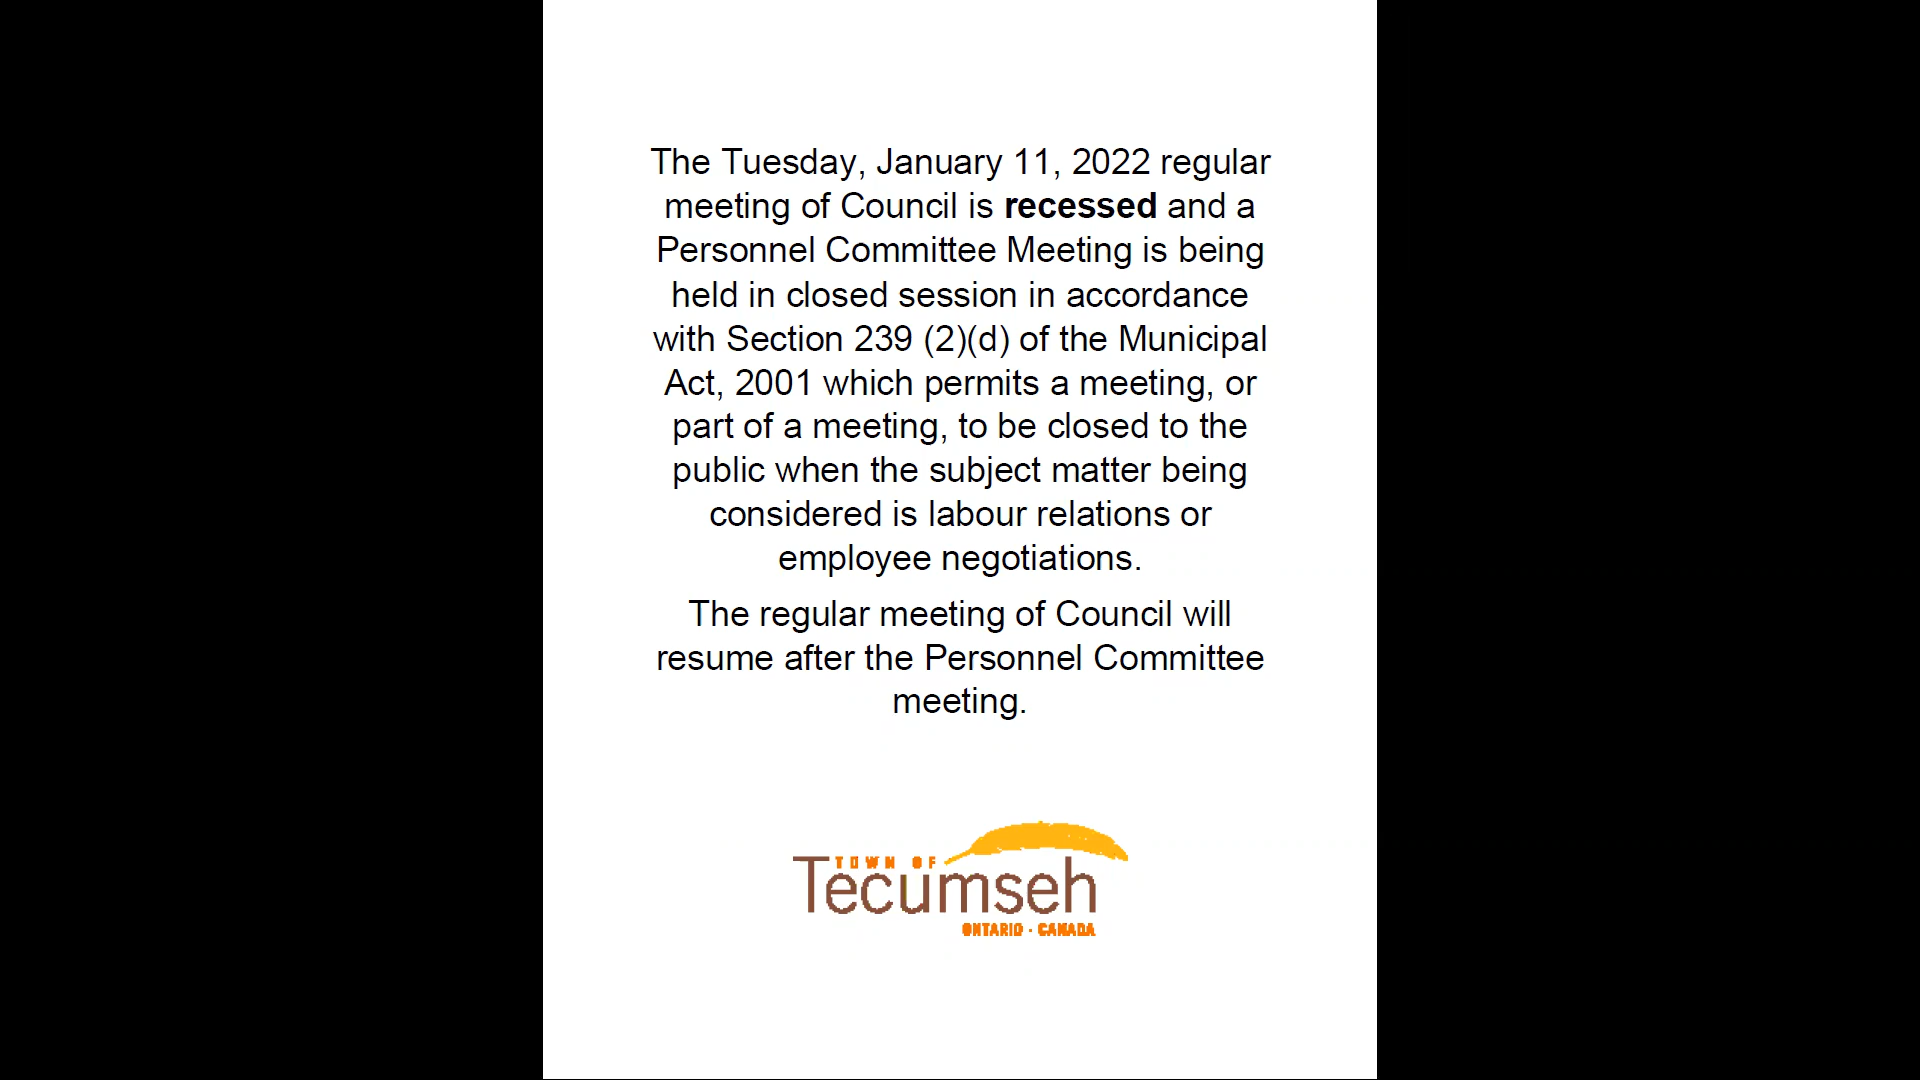 The Tuesday, January 11, 2022 regular
meeting of Council is recessed and a
Personnel Committee Meeting is being
held in closed session in accordance
with Section 239 (2)(d) of the Municipal
Act, 2001 which permits a meeting, or
part of a meeting, to be closed to the
public when the subject matter being
considered is labour relations or
employee negotiations.
The regular meeting of Council will
resume after the Personnel Committee
meeting.
TOWN OF
Tecumseh
ONTARIO · CANADA